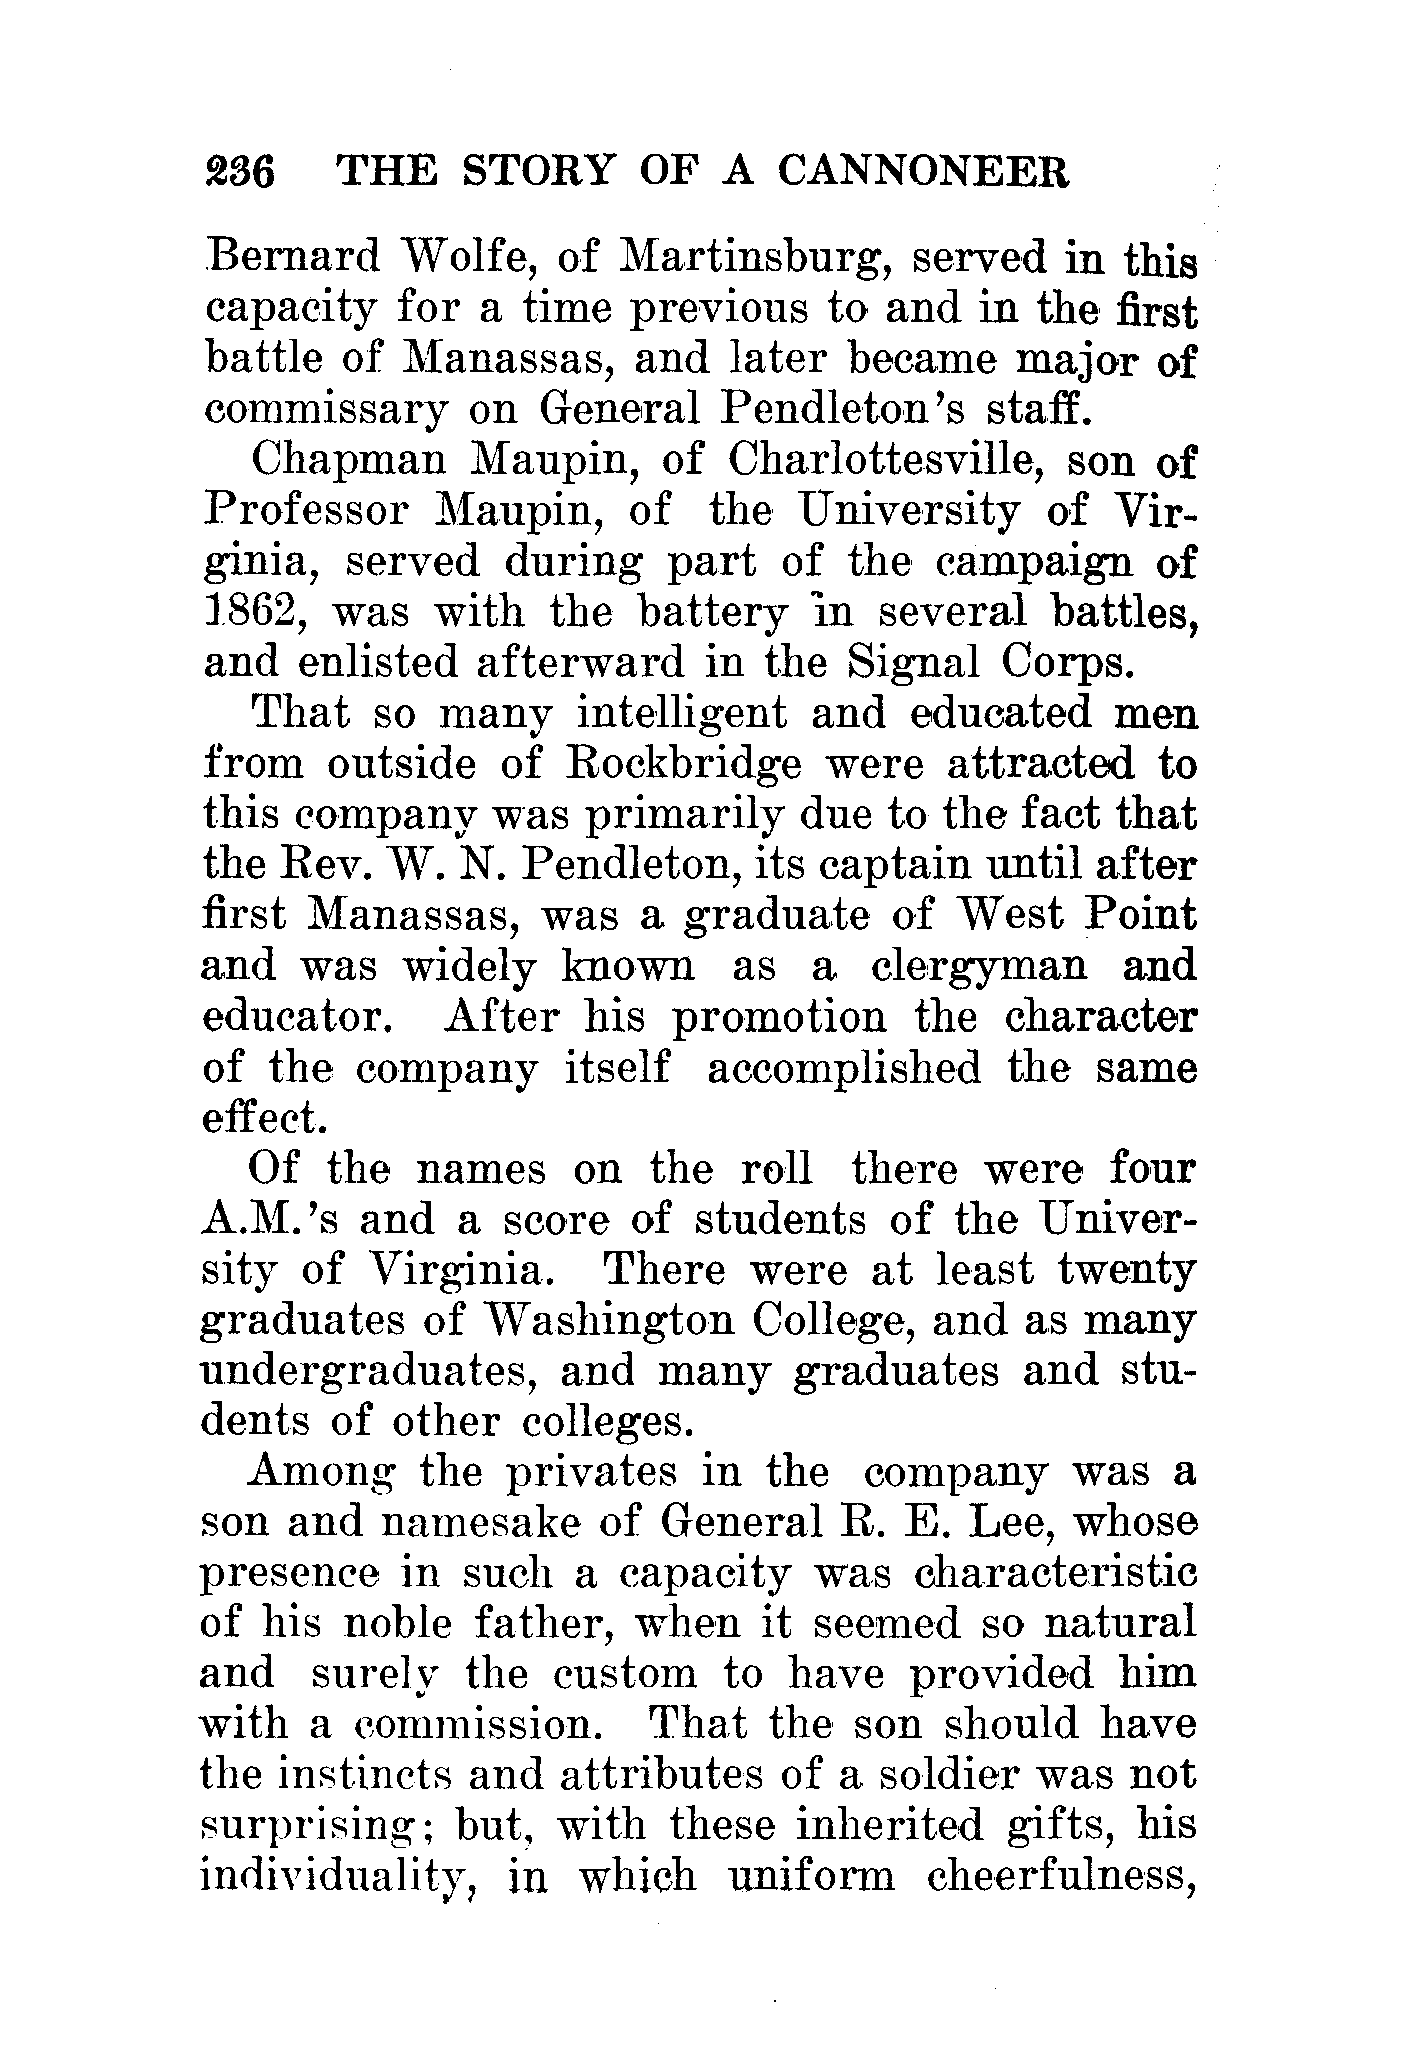 236 THE STORY OF A CANNONEER
Bernard Wolfe, of Martinsburg, served in this
capacity for a time previous to and in the first
battle of Manassas, and later became major of
commissary on General Pendleton's staff.
Chapman Maupin, of Charlottesville, son of
Professor Maupin, of the University of Vir-
ginia, served during part of the campaign of
1862, was with the battery in several battles,
and enlisted afterward in the Signal Corps.
That so many intelligent and educated men
from outside of Rockbridge were attracted to
this company was primarily due to the fact that
the Rev. W. N. Pendleton, its captain until after
first Manassas, was a graduate of West Point
and was widely known as a clergyman and
educator. After his promotion the character
of the company itself accomplished the same
effect.
Of the names on the roll there were four
A.M.'s and a score of students of the Univer-
sity of Virginia. There were at least twenty
graduates of Washington College, and as many
undergraduates, and many graduates and stu-
dents of other colleges.
Among the privates in the company was a
son and namesake of General R. E. Lee, whose
presence in such a capacity was characteristic
of his noble father, when it seemed so natural
and surely the custom to have provided him
with a commission. That the son should have
the instincts and attributes of a soldier was not
surprising; but, with these inherited gifts, his
individuality, in which uniform cheerfulness,